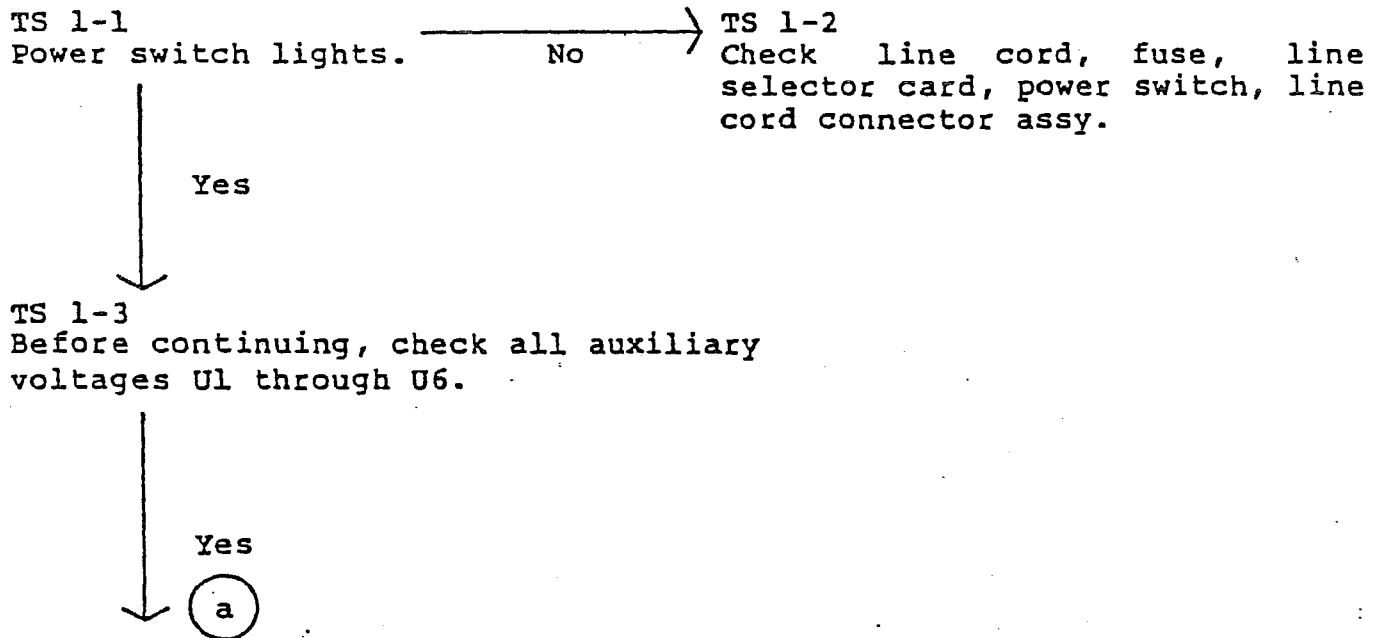 TS 1-1
Power switch lights.
No
TS 1-2
Check line cord, fuse, line
selector card, power switch, line
cord connector assy.
Yes
TS 1-3
Before continuing, check all auxiliary
voltages U1 through U6.
Yes
a